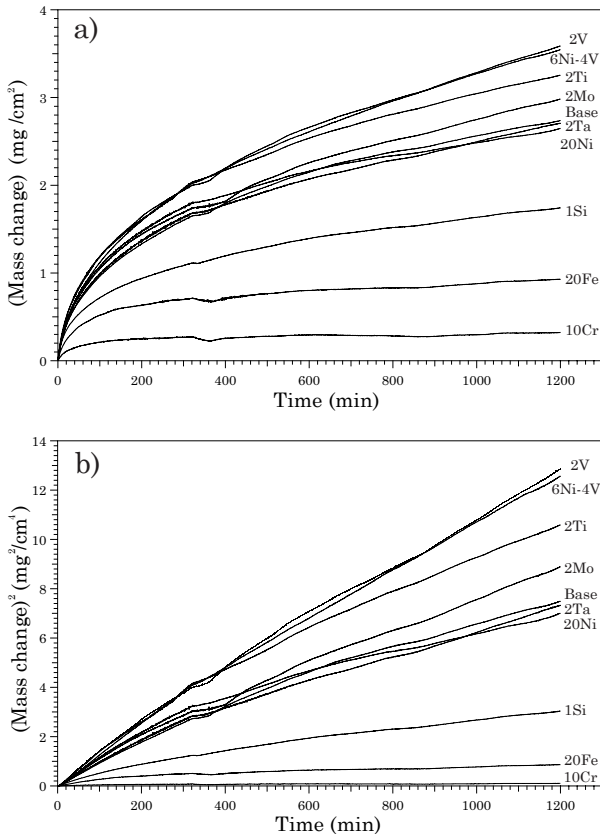 a)
(Mass change) (mg /cm²)
4
3
2
1
0
2V
6Ni-4V
2Ti
2Mo
Base
2Ta
20Ni
1Si
20Fe
10Cr
0 200 400 600 800 1000 1200
Time (min)
b)
(Mass change)² (mg²/cm⁴)
14
12
10
8
6
4
2
0
2V
6Ni-4V
2Ti
2Mo
Base
2Ta
20Ni
1Si
20Fe
10Cr
0 200 400 600 800 1000 1200
Time (min)